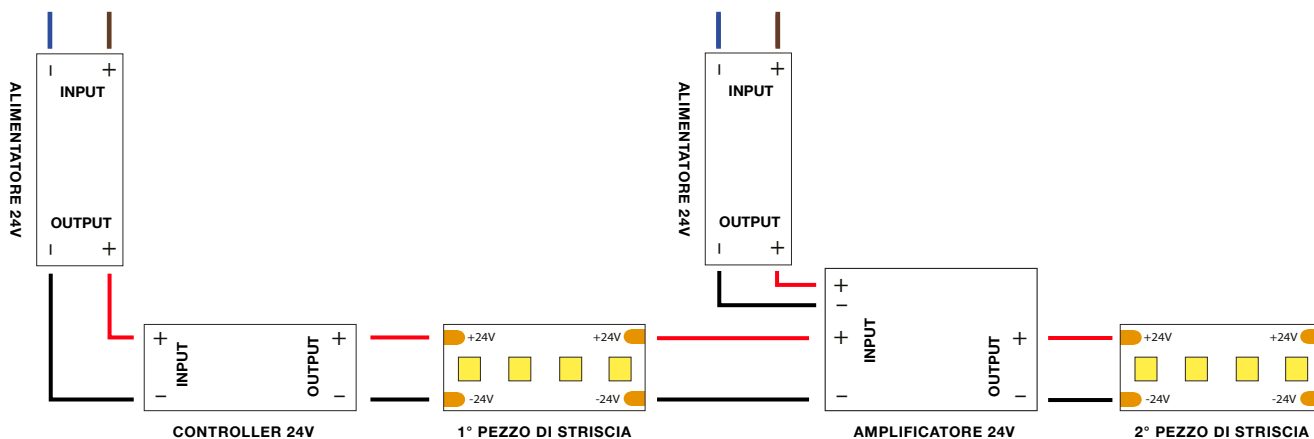 − +
INPUT
ALIMENTATORE 24V
OUTPUT
− +
− +
INPUT
ALIMENTATORE 24V
OUTPUT
− +
+ INPUT OUTPUT +
− −
CONTROLLER 24V
+24V +24V
-24V -24V
1° PEZZO DI STRISCIA
+
−
+ INPUT OUTPUT +
− −
AMPLIFICATORE 24V
+24V +24V
-24V -24V
2° PEZZO DI STRISCIA